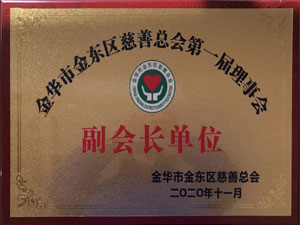 金华市金东区慈善总会第一届理事会
副会长单位
金华市金东区慈善总会
二〇二〇年十一月